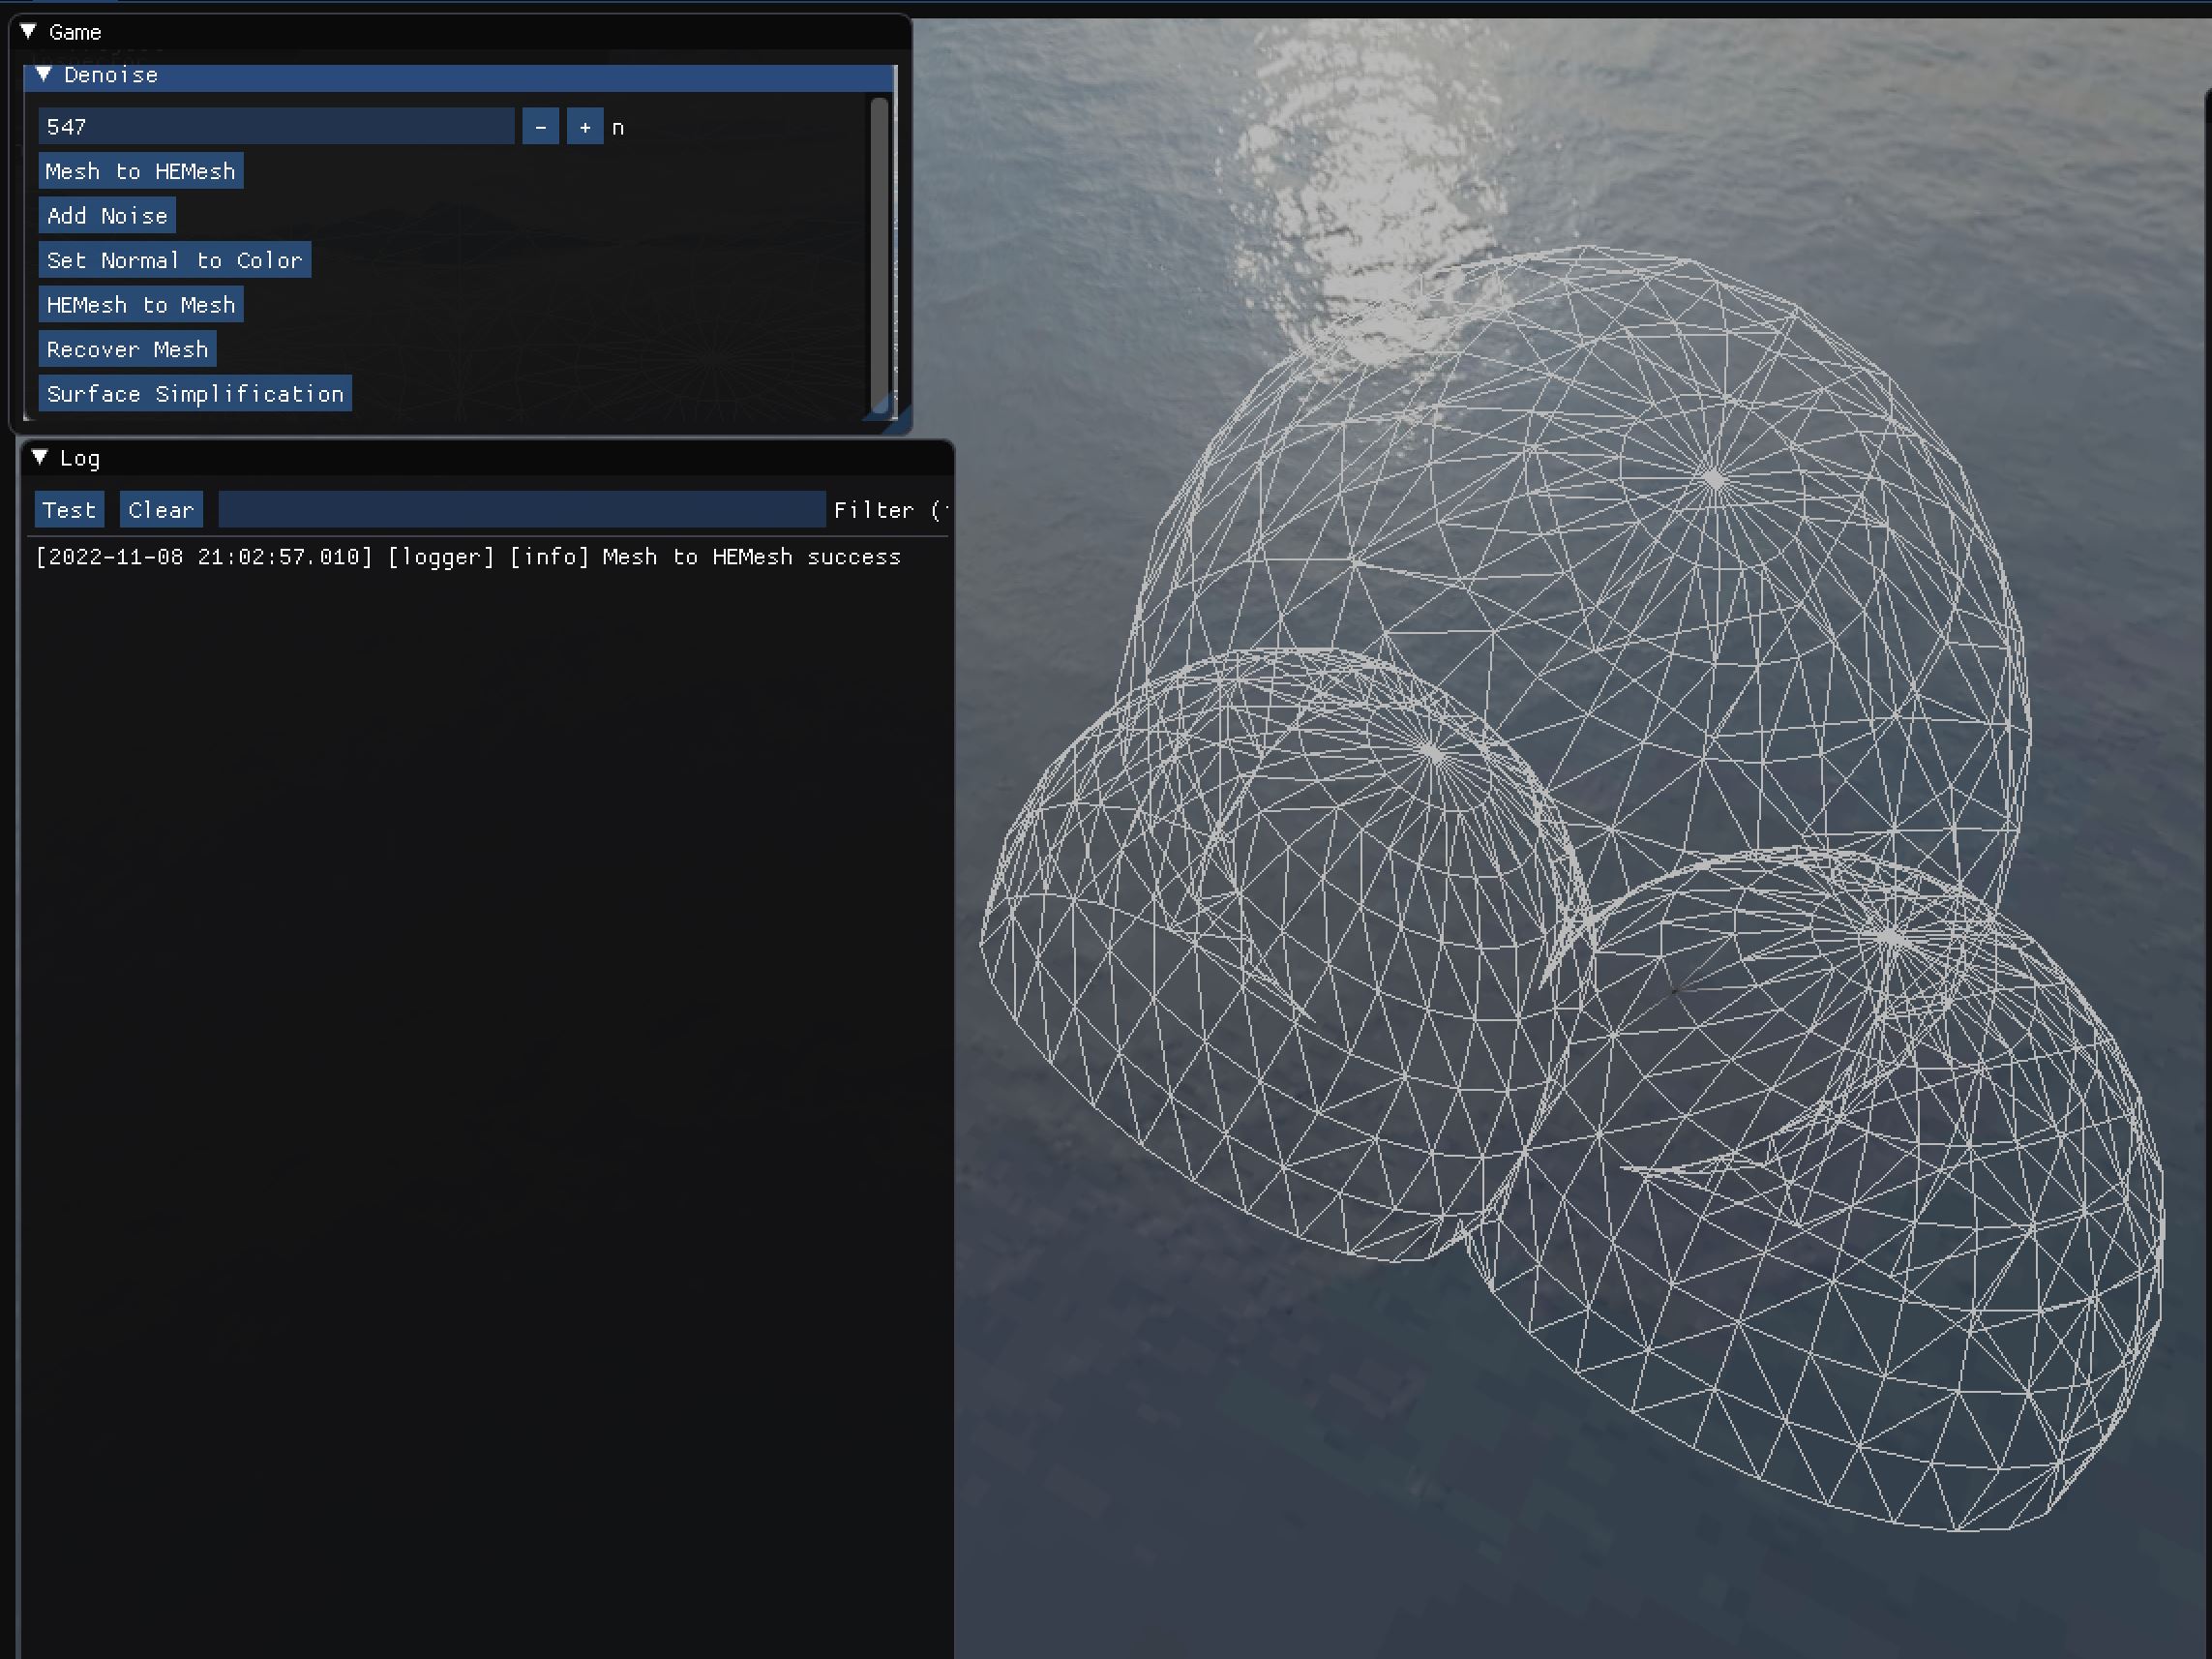 Game
Denoise
547 - + n
Mesh to HEMesh
Add Noise
Set Normal to Color
HEMesh to Mesh
Recover Mesh
Surface Simplification
Log
Test Clear Filter (
[2022-11-08 21:02:57.010] [logger] [info] Mesh to HEMesh success